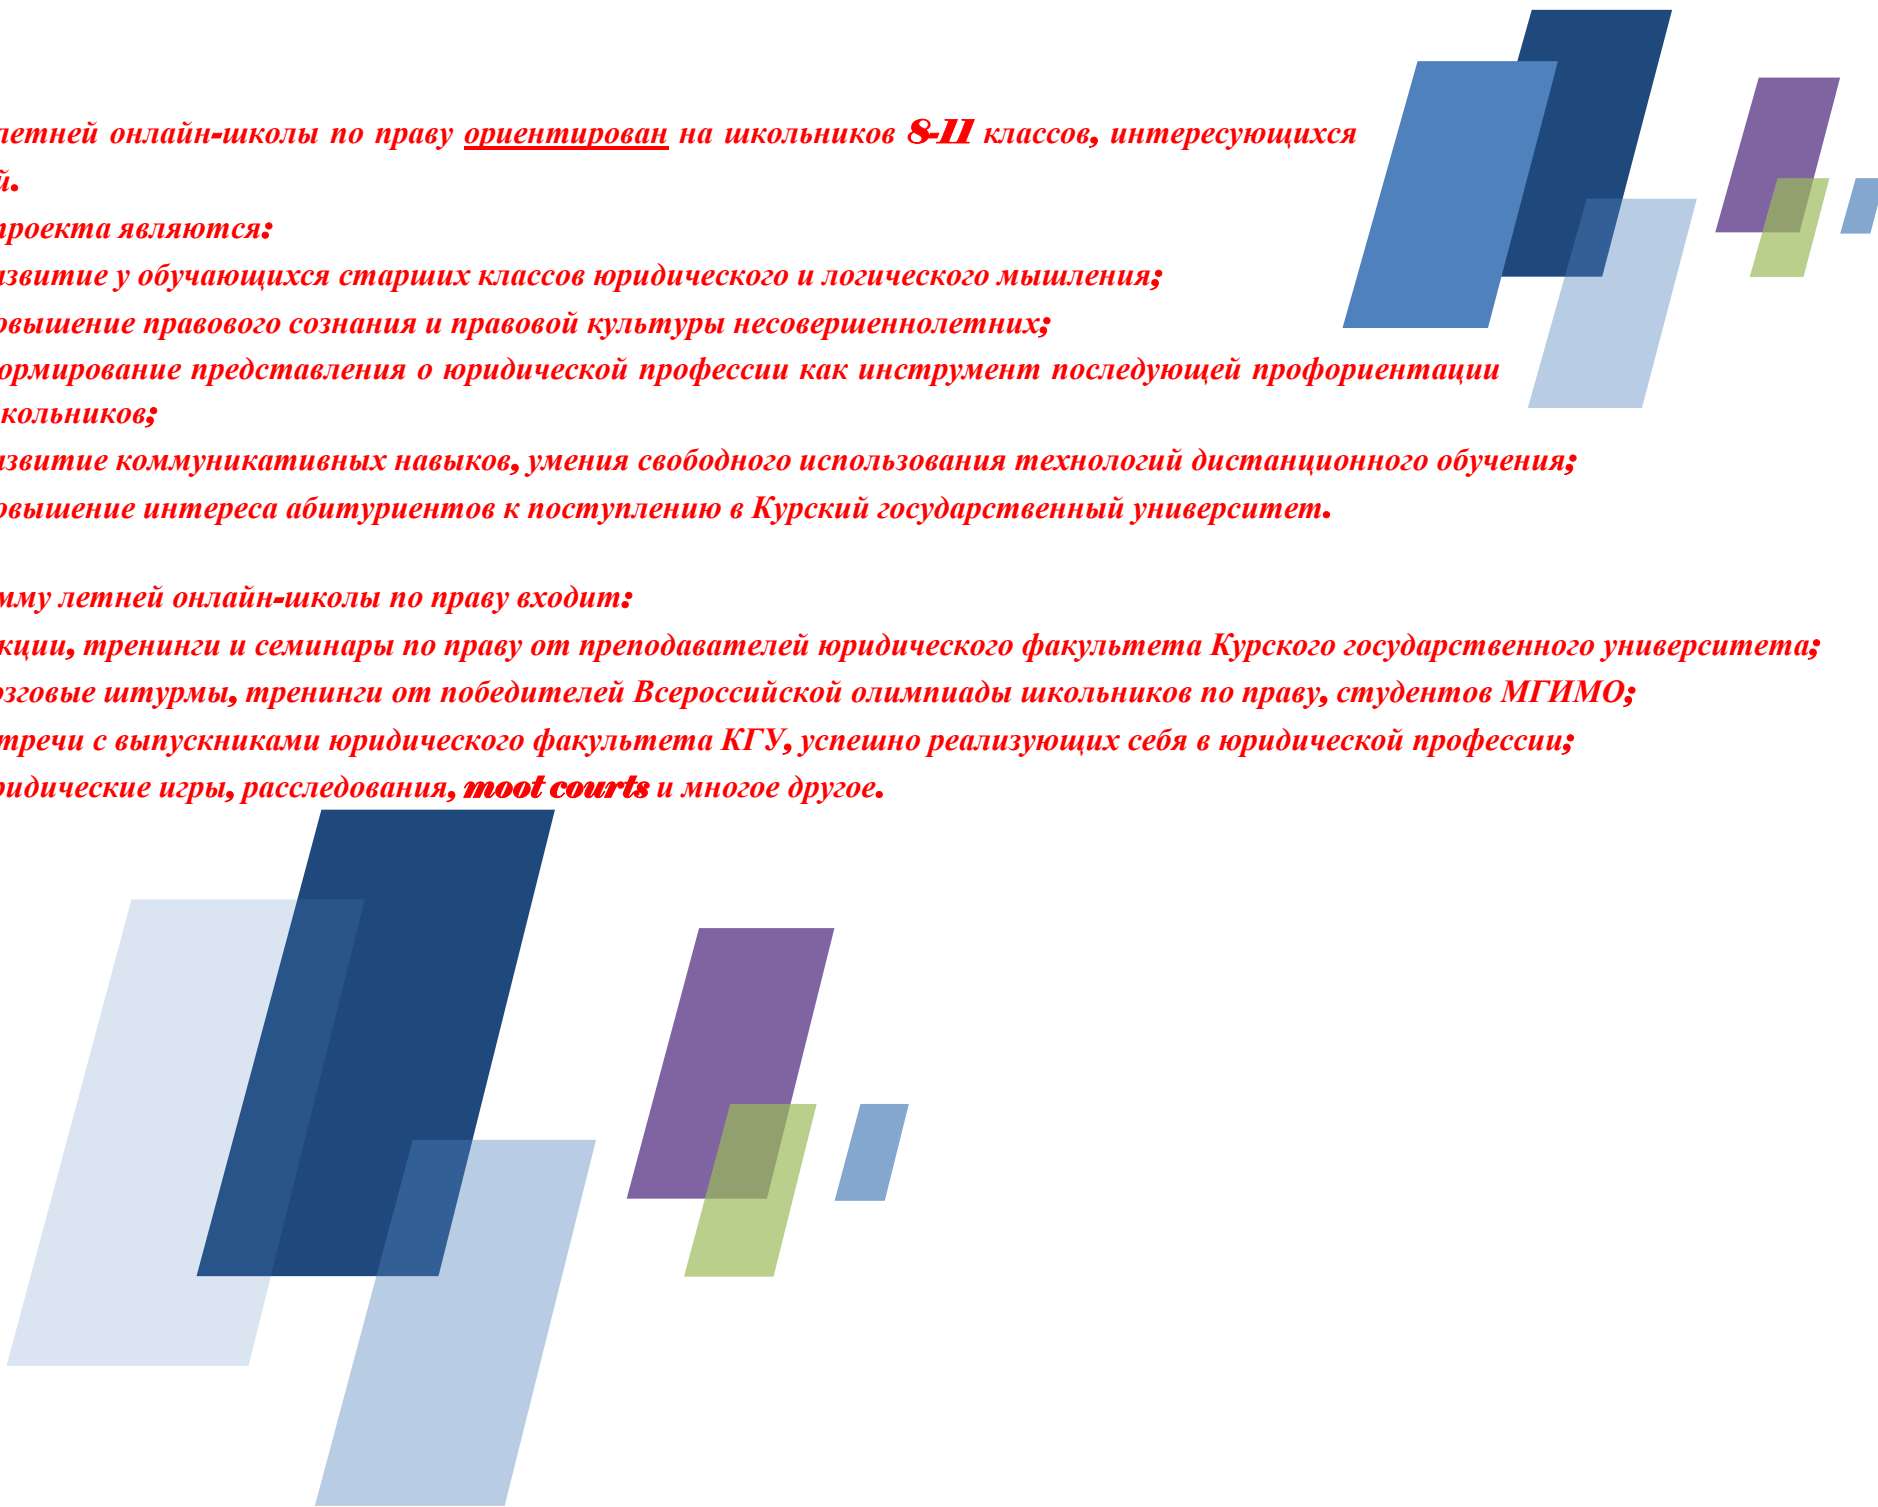 летней онлайн-школы по праву ориентирован на школьников 8-11 классов, интересующихся
й.
проекта являются:
азвитие у обучающихся старших классов юридического и логического мышления;
овышение правового сознания и правовой культуры несовершеннолетних;
ормирование представления о юридической профессии как инструмент последующей профориентации
кольников;
азвитие коммуникативных навыков, умения свободного использования технологий дистанционного обучения;
овышение интереса абитуриентов к поступлению в Курский государственный университет.
мму летней онлайн-школы по праву входит:
кции, тренинги и семинары по праву от преподавателей юридического факультета Курского государственного университета;
озговые штурмы, тренинги от победителей Всероссийской олимпиады школьников по праву, студентов МГИМО;
тречи с выпускниками юридического факультета КГУ, успешно реализующих себя в юридической профессии;
ридические игры, расследования, moot courts и многое другое.